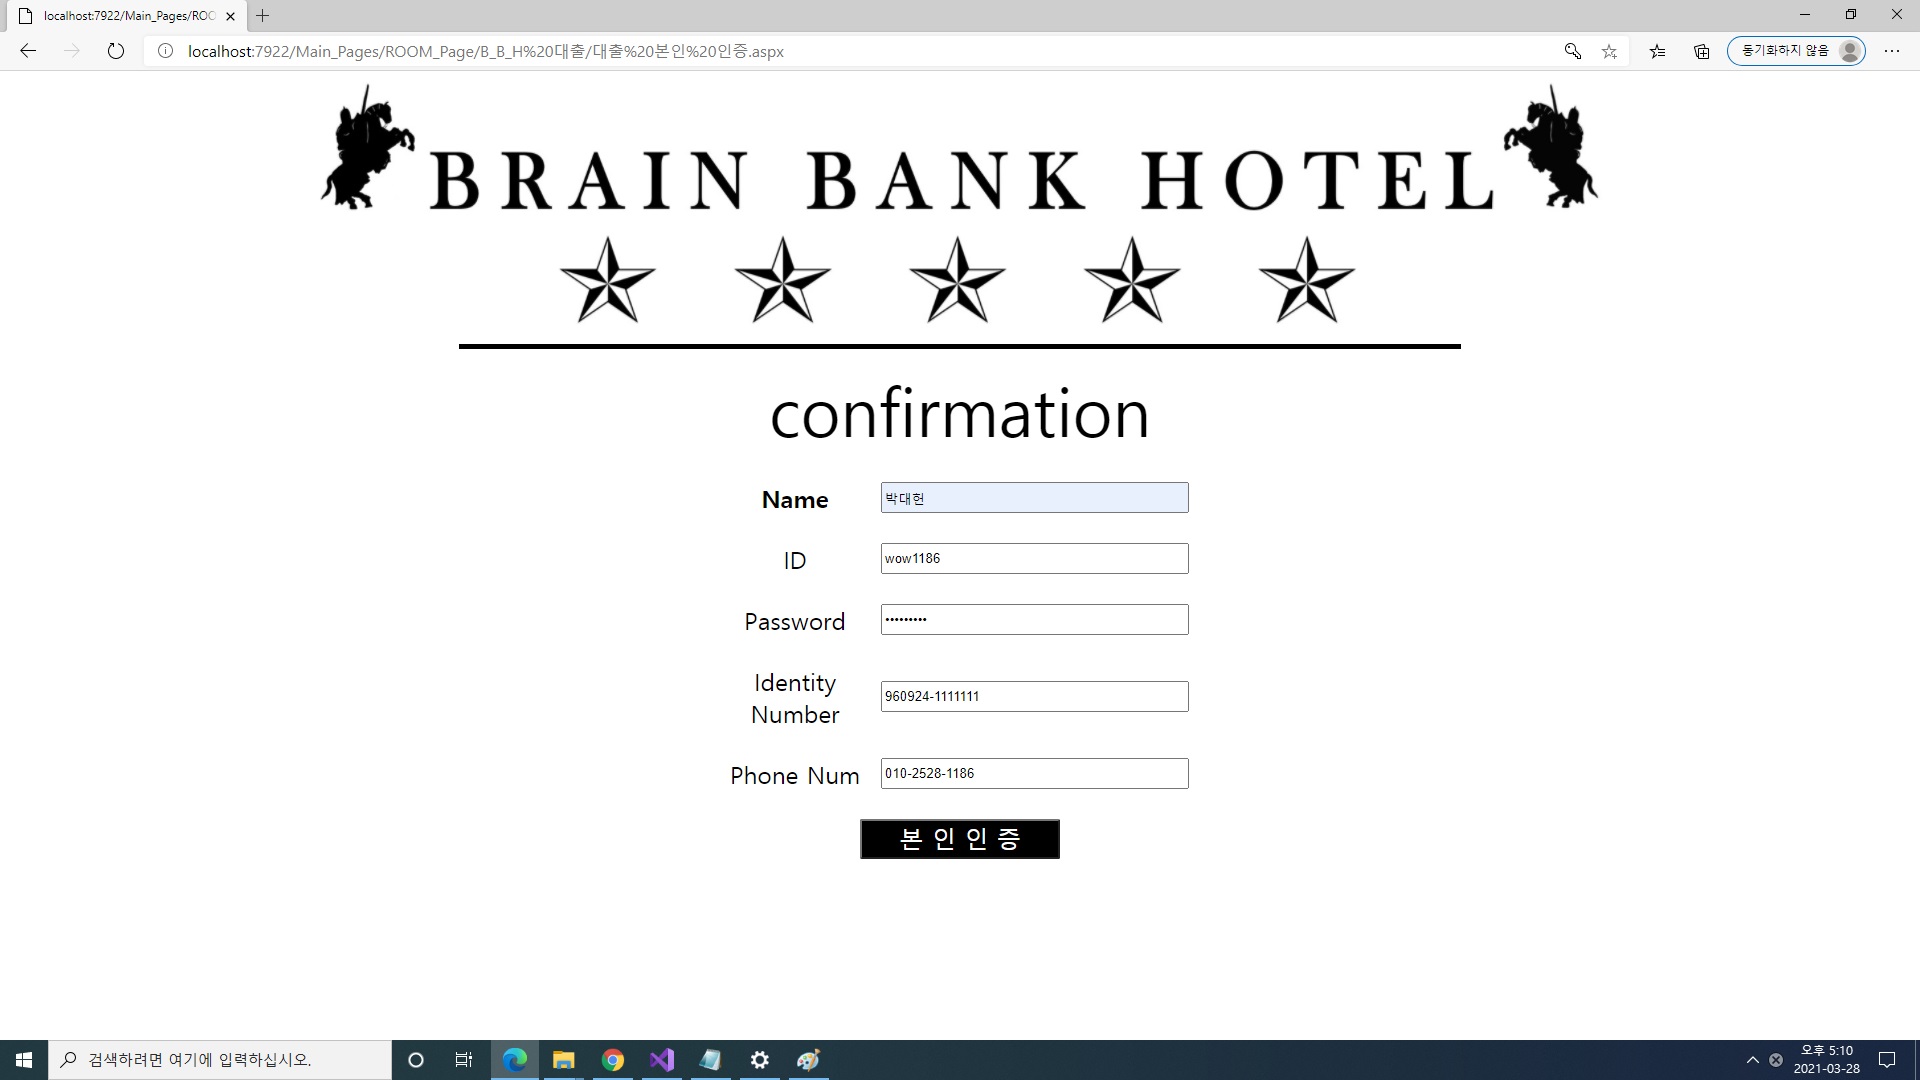 localhost:7922/Main_Pages/ROO
localhost:7922/Main_Pages/ROOM_Page/B_B_H%20대출/대출%20본인%20인증.aspx
동기화하지 않음
BRAIN BANK HOTEL
confirmation
Name 박대헌
ID wow1186
Password •••••••••
Identity Number 960924-1111111
Phone Num 010-2528-1186
본 인 인 증
검색하려면 여기에 입력하십시오.
오후 5:10
2021-03-28